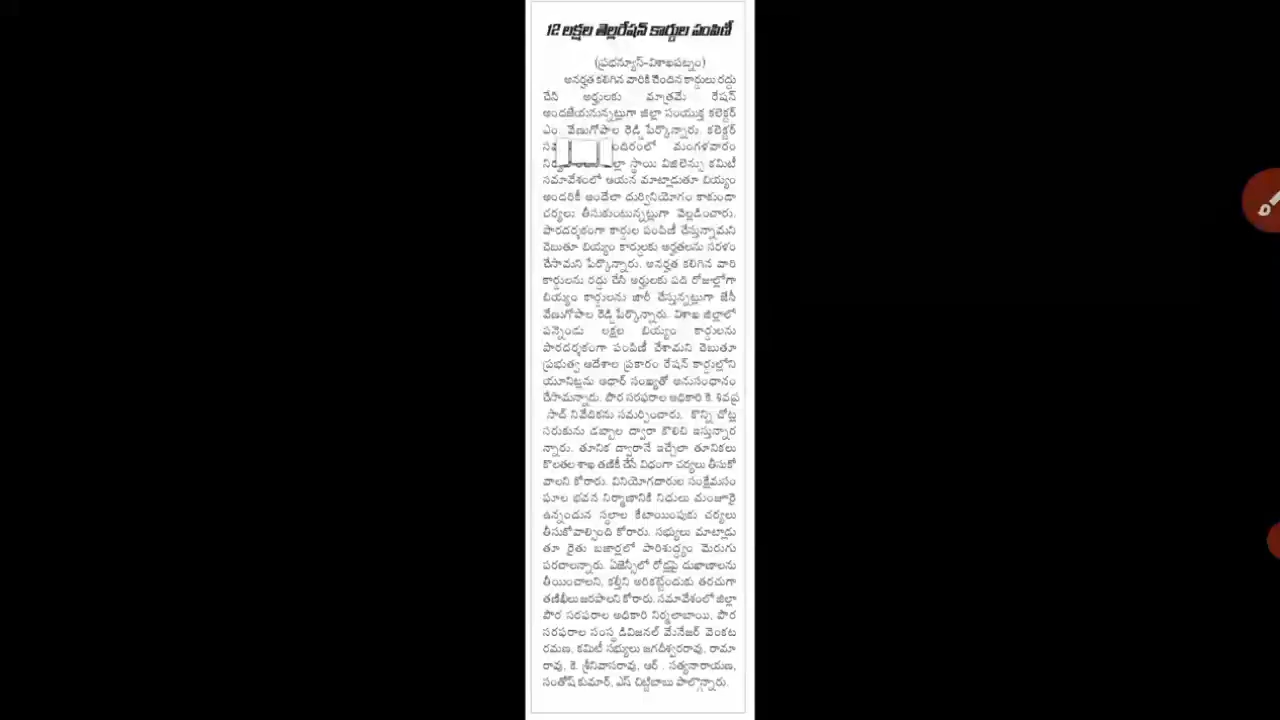 12 లక్షల తెల్లరేషన్ కార్డుల పంపిణీ
(ప్రభన్యూస్-విశాఖపట్నం)
అనర్హత కలిగిన వారికి చెందిన కార్డులు రద్దు
చేసి అర్హులకు మాత్రమే రేషన్
అందజేయనున్నట్లుగా జిల్లా సంయుక్త కలెక్టర్
ఎం. వేణుగోపాల రెడ్డి పేర్కొన్నారు. కలెక్టర్
మంగళవారం
స్థాయి విజిలెన్సు కమిటీ
సమావేశంలో ఆయన మాట్లాడుతూ బియ్యం
అందరికీ అందేలా దుర్వినియోగం కాకుండా
చర్యలు తీసుకుంటున్నట్లుగా వెల్లడించారు.
పారదర్శకంగా కార్డుల పంపిణీ చేస్తున్నామని
చెబుతూ బియ్యం కార్డులకు అర్హతలను సరళం
చేసామని పేర్కొన్నారు. అనర్హత కలిగిన వారి
కార్డులను రద్దు చేసి అర్హులకు పది రోజుల్లోగా
బియ్యం కార్డులను జారీ చేస్తున్నట్లుగా జేసీ
వేణుగోపాల రెడ్డి పేర్కొన్నారు. విశాఖ జిల్లాలో
పన్నెండు లక్షల బియ్యం కార్డులను
పారదర్శకంగా పంపిణీ చేశామని చెబుతూ
ప్రభుత్వ ఆదేశాల ప్రకారం రేషన్ కార్డుల్లోని
యూనిట్లను ఆధార్ సంఖ్యతో అనుసంధానం
చేసామన్నాడు. పౌర సరఫరాల అధికారి కె. శివప్ర
సాద్ నివేదికను సమర్పించారు. కొన్ని చోట్ల
సరుకును డబ్బాల ద్వారా కొలిచి ఇస్తున్నార
న్నారు. తూనిక ద్వారానే ఇచ్చేలా తూనికలు
కొలతల శాఖ తణికీ చేసే విధంగా చర్యలు తీసుకో
వాలని కోరారు. వినియోగదారుల సంక్షేమసం
ఘాల భవన నిర్మాణానికి నిధులు మంజూరై
ఉన్నందున స్థలాల కేటాయింపుకు చర్యలు
తీసుకోవాల్సింది కోరారు. సభ్యులు మాట్లాడు
తూ రైతు బజార్లలో పారిశుద్ధ్యం మెరుగు
పరచాలన్నారు. ఏజెన్సీలో రోడ్లపై దుఖాణాలను
తీయించాలని, కల్తీని అరికట్టేందుకు తరచుగా
తణిఖీలు జరపాలని కోరారు. సమావేశంలో జిల్లా
పౌర సరఫరాల అధికారి నిర్మలాబాయి, పౌర
సరఫరాల సంస్థ డివిజనల్ మేనేజర్ వెంకట
రమణ, కమిటీ సభ్యులు జగదీశ్వరరావు, రామా
రావు, కె. శ్రీనివాసరావు, ఆర్. సత్యనారాయణ,
సంతోష్ కుమార్, ఎస్ చిట్టిబాబు పాల్గొన్నారు.